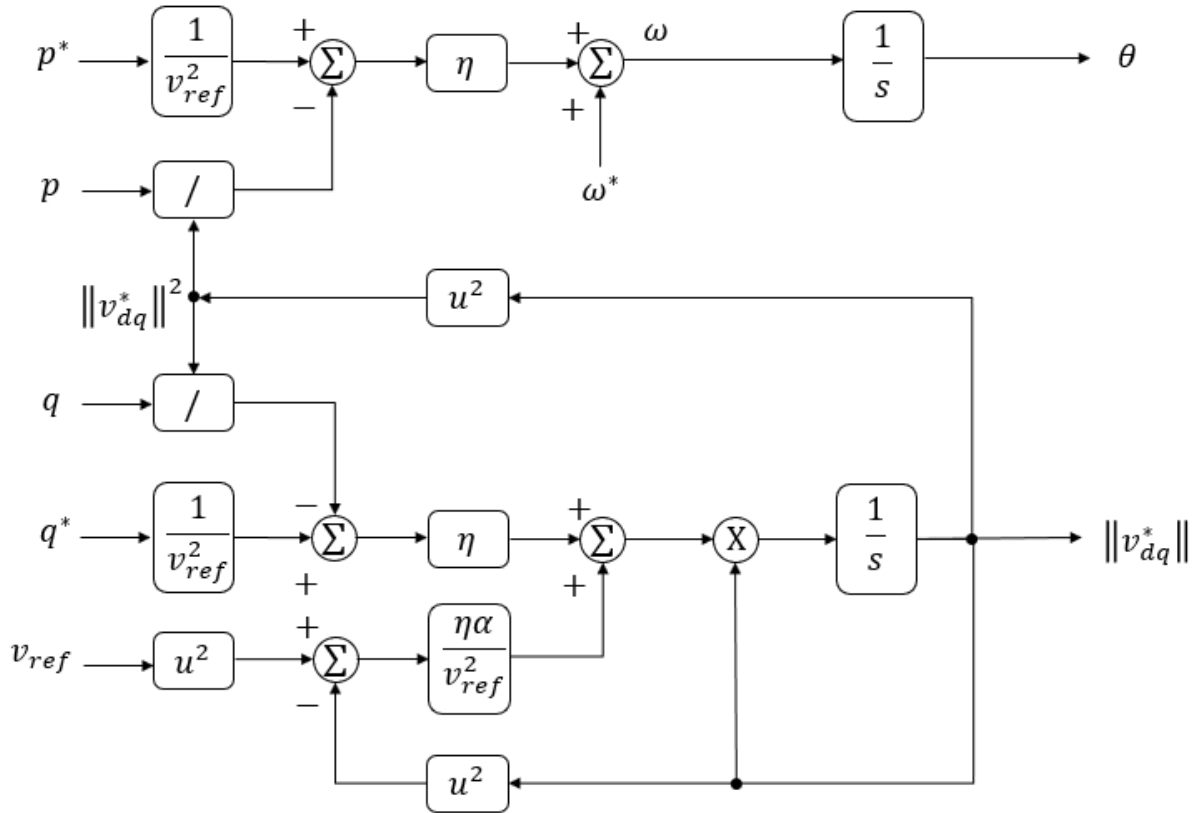 p* 1/v_ref^2 + Σ − η + Σ + ω 1/s θ
ω*
p /
‖v*_dq‖^2 u^2
q /
q* 1/v_ref^2 − Σ + η + Σ + X 1/s ‖v*_dq‖
v_ref u^2 + Σ − ηα/v_ref^2
u^2